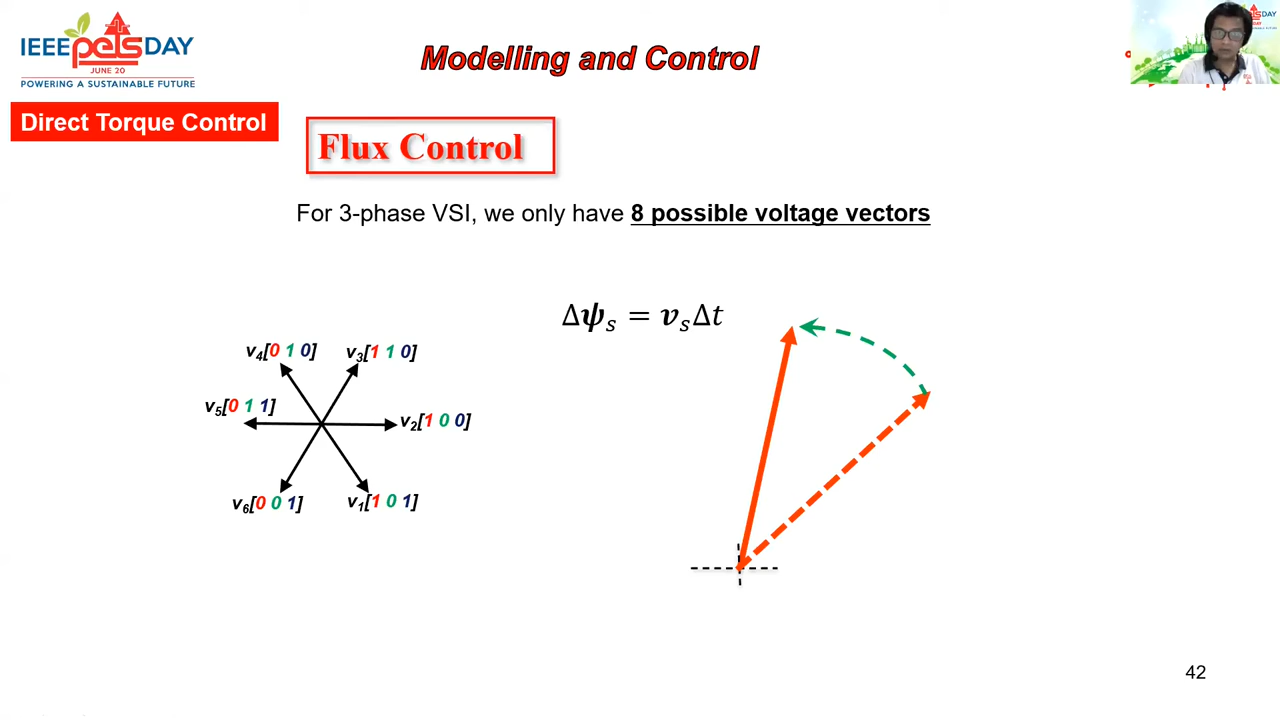 IEEE pels DAY
JUNE 20
POWERING A SUSTAINABLE FUTURE
Modelling and Control
DAY
Direct Torque Control
Flux Control
For 3-phase VSI, we only have 8 possible voltage vectors
Δψₛ = vₛΔt
v₄[0 1 0]
v₃[1 1 0]
v₅[0 1 1]
v₂[1 0 0]
v₆[0 0 1]
v₁[1 0 1]
42